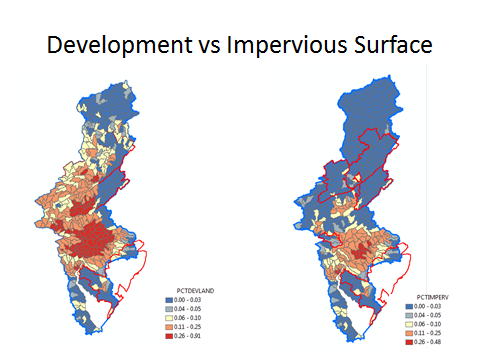 Development vs Impervious Surface
PCTDEVLAND
0.00 - 0.03
0.04 - 0.05
0.06 - 0.10
0.11 - 0.25
0.26 - 0.91
PCTIMPERV
0.00 - 0.03
0.04 - 0.05
0.06 - 0.10
0.11 - 0.25
0.26 - 0.48